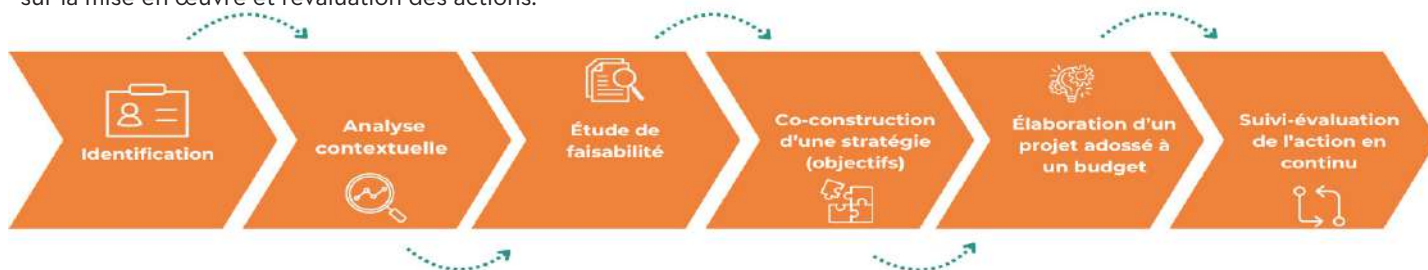 sur la mise en œuvre et l'évaluation des actions.
Identification
Analyse
contextuelle
Étude de
faisabilité
Co-construction
d'une stratégie
(objectifs)
Élaboration d'un
projet adossé à
un budget
Suivi-évaluation
de l'action en
continu